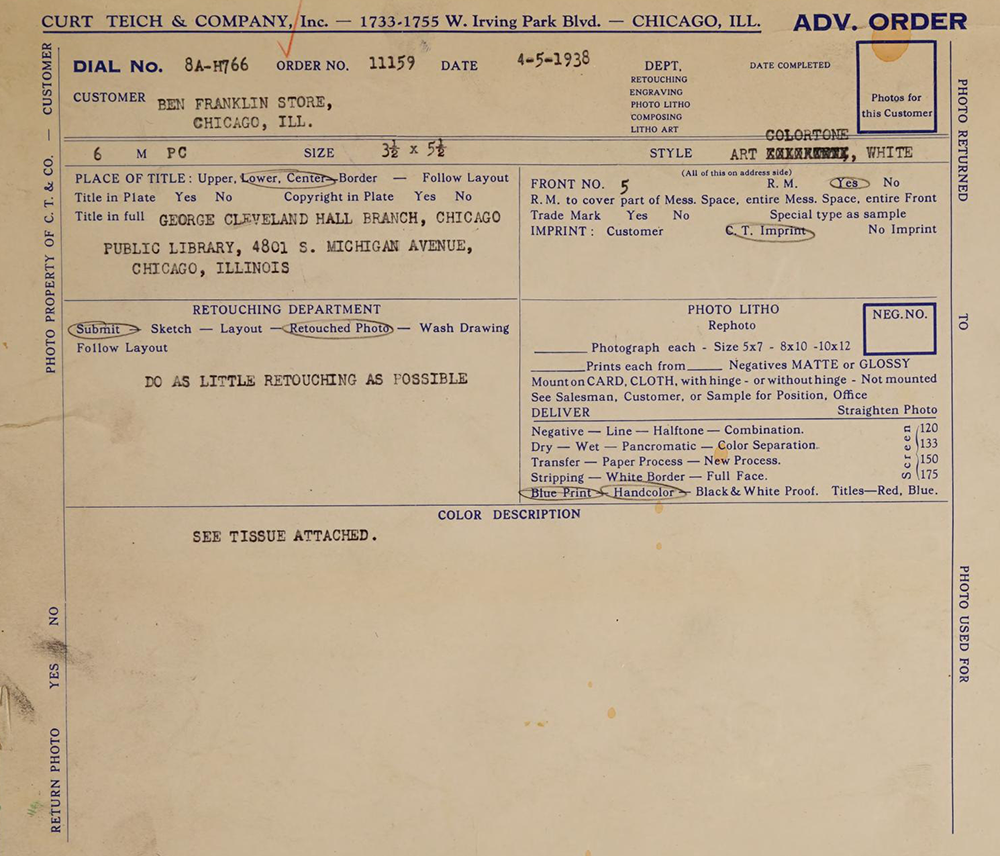 CURT TEICH & COMPANY, Inc. — 1733-1755 W. Irving Park Blvd. — CHICAGO, ILL. ADV. ORDER
DIAL No. 8A-H766 ORDER NO. 11159 DATE 4-5-1938
CUSTOMER BEN FRANKLIN STORE,
CHICAGO, ILL.
DEPT.
RETOUCHING
ENGRAVING
PHOTO LITHO
COMPOSING
LITHO ART
DATE COMPLETED
Photos for
this Customer
6 M PC SIZE 3½ x 5½ STYLE ART COLORTONE, WHITE
PLACE OF TITLE: Upper, Lower, Center—Border — Follow Layout
Title in Plate Yes No Copyright in Plate Yes No
Title in full GEORGE CLEVELAND HALL BRANCH, CHICAGO
PUBLIC LIBRARY, 4801 S. MICHIGAN AVENUE,
CHICAGO, ILLINOIS
(All of this on address side)
FRONT NO. 5 R. M. Yes No
R. M. to cover part of Mess. Space, entire Mess. Space, entire Front
Trade Mark Yes No Special type as sample
IMPRINT: Customer C. T. Imprint No Imprint
RETOUCHING DEPARTMENT
Submit — Sketch — Layout — Retouched Photo — Wash Drawing
Follow Layout
DO AS LITTLE RETOUCHING AS POSSIBLE
PHOTO LITHO
Rephoto
NEG. NO.
______ Photograph each - Size 5x7 - 8x10 -10x12
______ Prints each from ______ Negatives MATTE or GLOSSY
Mount on CARD, CLOTH, with hinge - or without hinge - Not mounted
See Salesman, Customer, or Sample for Position, Office
DELIVER Straighten Photo
Negative — Line — Halftone — Combination.
Dry — Wet — Pancromatic — Color Separation.
Transfer — Paper Process — New Process.
Stripping — White Border — Full Face.
Screen
120
133
150
175
Blue Print — Handcolor — Black & White Proof. Titles—Red, Blue.
COLOR DESCRIPTION
SEE TISSUE ATTACHED.
PHOTO PROPERTY OF C. T. & CO. — CUSTOMER
RETURN PHOTO YES NO
PHOTO RETURNED TO
PHOTO USED FOR